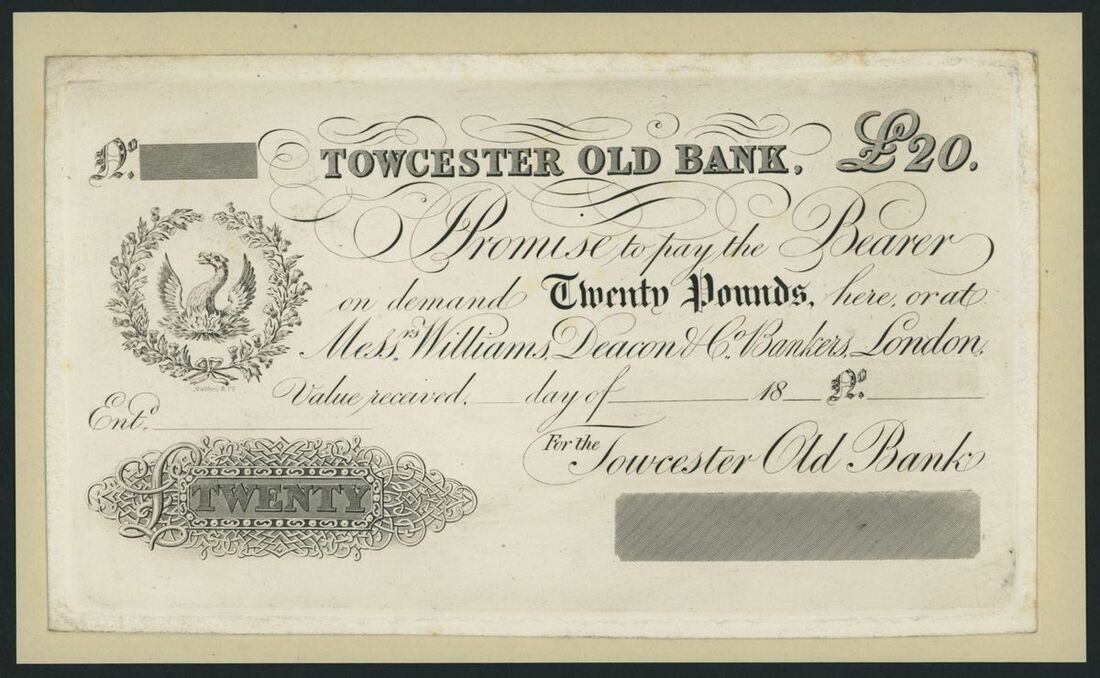 No.
TOWCESTER OLD BANK, £20.
I Promise to pay the Bearer
on demand Twenty Pounds, here, or at
Messrs. Williams, Deacon & Co. Bankers, London,
Value received. day of 18 No.
Entd.
For the Towcester Old Bank
£ TWENTY